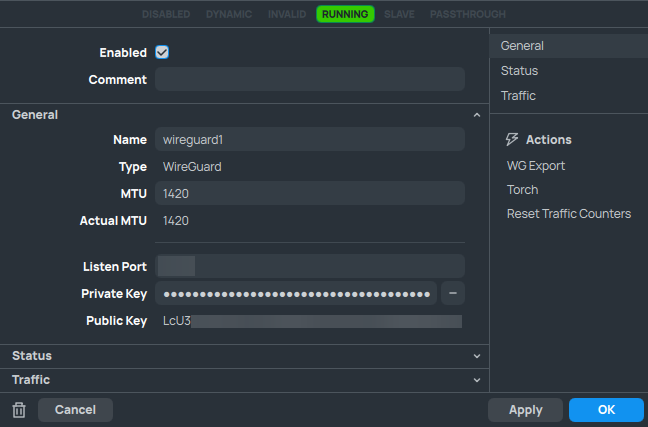 DISABLED DYNAMIC INVALID RUNNING SLAVE PASSTHROUGH
Enabled
Comment
General
Name wireguard1
Type WireGuard
MTU 1420
Actual MTU 1420
Listen Port
Private Key
Public Key LcU3
Status
Traffic
General
Status
Traffic
Actions
WG Export
Torch
Reset Traffic Counters
Cancel
Apply
OK